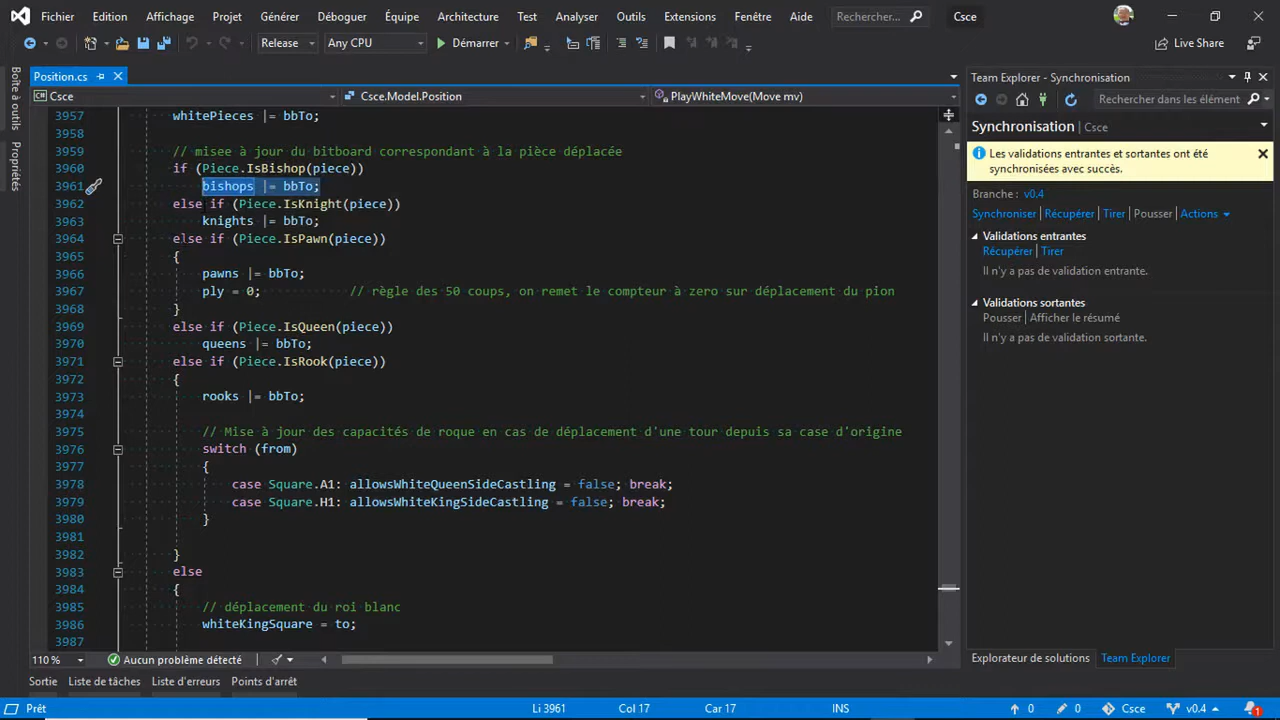 Fichier Edition Affichage Projet Générer Déboguer Équipe Architecture Test Analyser Outils Extensions Fenêtre Aide Rechercher... Csce
Release Any CPU Démarrer Live Share
Boîte à outils
Propriétés
Position.cs
Csce Csce.Model.Position PlayWhiteMove(Move mv)
3957 whitePieces |= bbTo;
3958
3959 // misee à jour du bitboard correspondant à la pièce déplacée
3960 if (Piece.IsBishop(piece))
3961 bishops |= bbTo;
3962 else if (Piece.IsKnight(piece))
3963 knights |= bbTo;
3964 else if (Piece.IsPawn(piece))
3965 {
3966 pawns |= bbTo;
3967 ply = 0; // règle des 50 coups, on remet le compteur à zero sur déplacement du pion
3968 }
3969 else if (Piece.IsQueen(piece))
3970 queens |= bbTo;
3971 else if (Piece.IsRook(piece))
3972 {
3973 rooks |= bbTo;
3974
3975 // Mise à jour des capacités de roque en cas de déplacement d'une tour depuis sa case d'origine
3976 switch (from)
3977 {
3978 case Square.A1: allowsWhiteQueenSideCastling = false; break;
3979 case Square.H1: allowsWhiteKingSideCastling = false; break;
3980 }
3981
3982 }
3983 else
3984 {
3985 // déplacement du roi blanc
3986 whiteKingSquare = to;
3987
110 % Aucun problème détecté
Sortie Liste de tâches Liste d'erreurs Points d'arrêt
Team Explorer - Synchronisation
Rechercher dans les élément
Synchronisation | Csce
Les validations entrantes et sortantes ont été
synchronisées avec succès.
Branche : v0.4
Synchroniser | Récupérer | Tirer | Pousser | Actions
Validations entrantes
Récupérer | Tirer
Il n'y a pas de validation entrante.
Validations sortantes
Pousser | Afficher le résumé
Il n'y a pas de validation sortante.
Explorateur de solutions Team Explorer
Prêt Li 3961 Col 17 Car 17 INS 0 0 Csce v0.4 1